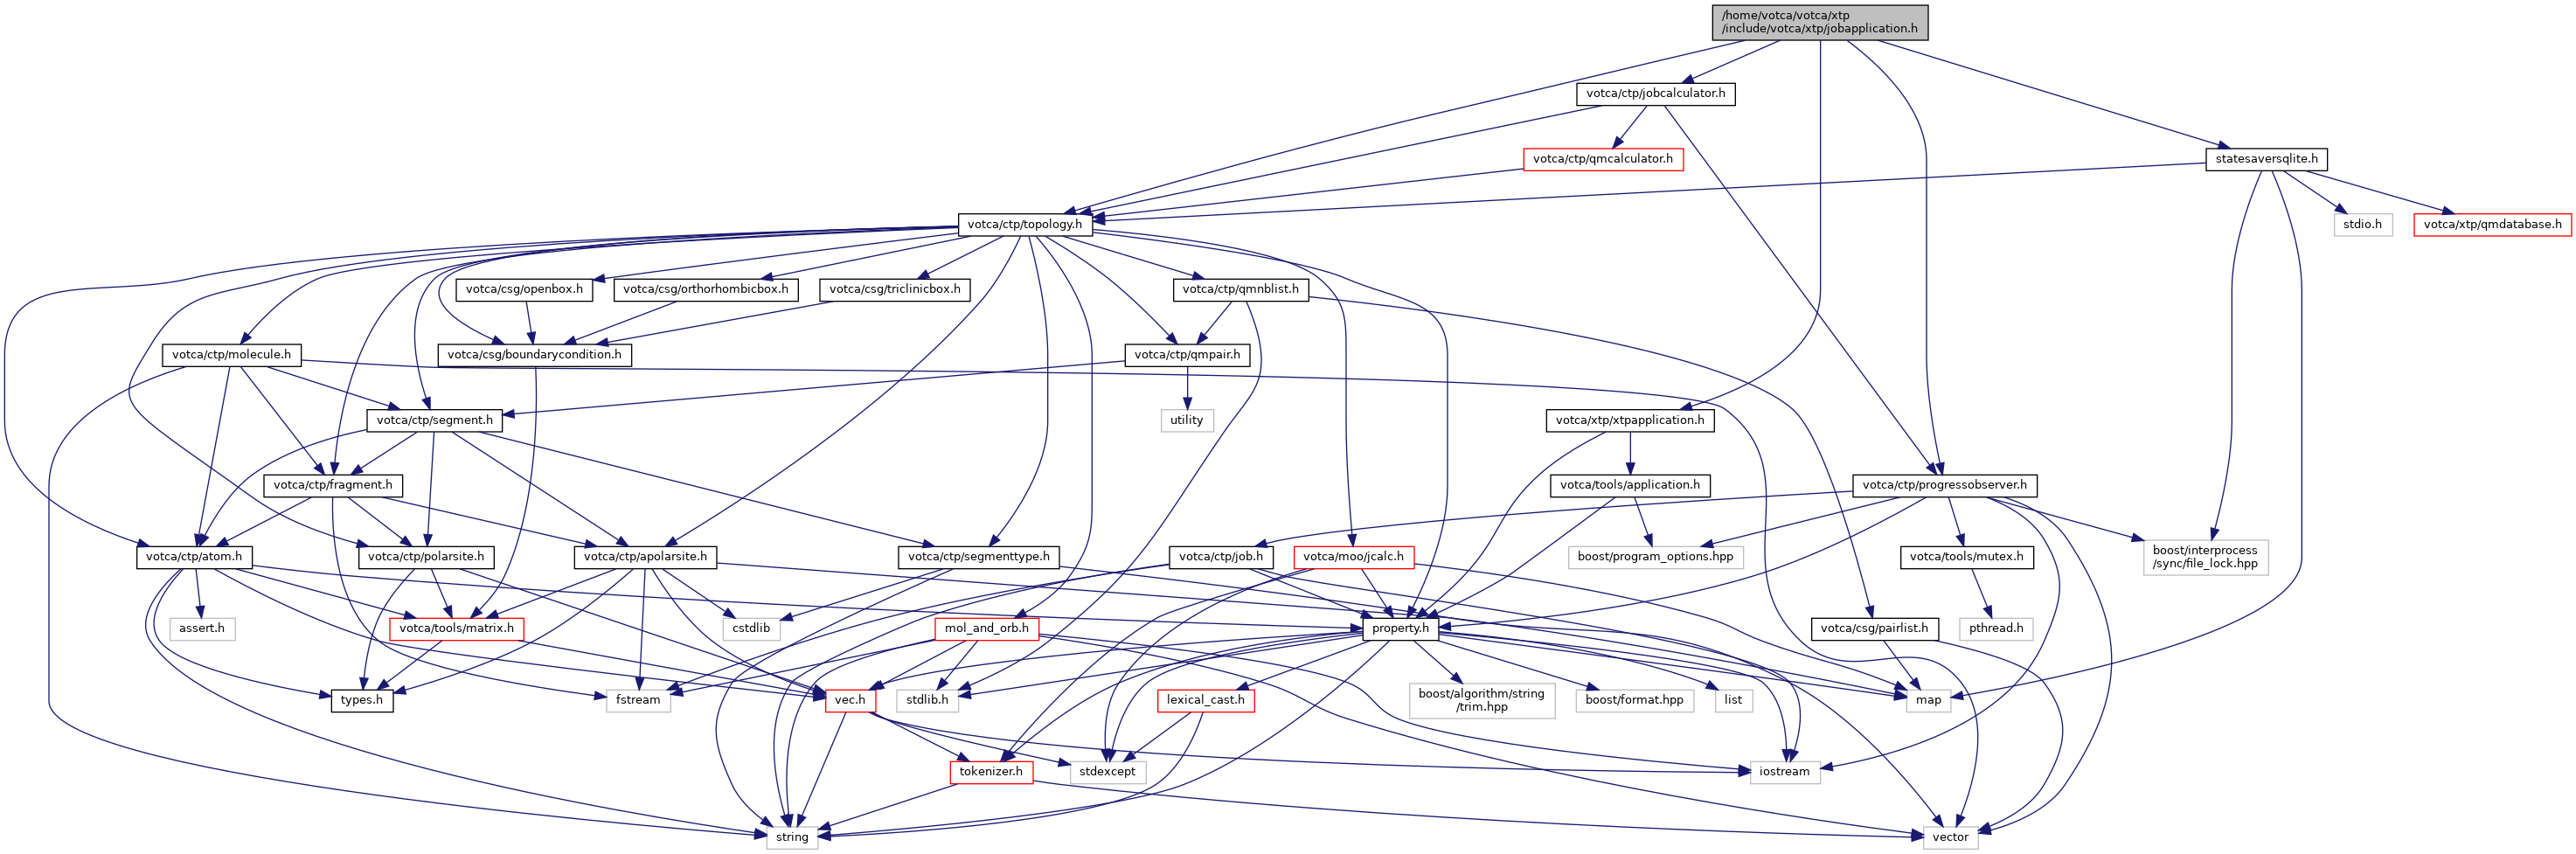 /home/votca/votca/xtp
/include/votca/xtp/jobapplication.h
votca/ctp/jobcalculator.h
votca/ctp/qmcalculator.h
statesaversqlite.h
votca/ctp/topology.h
stdio.h
votca/xtp/qmdatabase.h
votca/csg/openbox.h
votca/csg/orthorhombicbox.h
votca/csg/triclinicbox.h
votca/ctp/qmnblist.h
votca/ctp/molecule.h
votca/csg/boundarycondition.h
votca/ctp/qmpair.h
votca/ctp/segment.h
utility
votca/xtp/xtpapplication.h
votca/ctp/fragment.h
votca/tools/application.h
votca/ctp/progressobserver.h
votca/ctp/atom.h
votca/ctp/polarsite.h
votca/ctp/apolarsite.h
votca/ctp/segmenttype.h
votca/ctp/job.h
votca/moo/jcalc.h
boost/program_options.hpp
votca/tools/mutex.h
boost/interprocess
/sync/file_lock.hpp
assert.h
votca/tools/matrix.h
cstdlib
mol_and_orb.h
property.h
votca/csg/pairlist.h
pthread.h
types.h
fstream
vec.h
stdlib.h
lexical_cast.h
boost/algorithm/string
/trim.hpp
boost/format.hpp
list
map
tokenizer.h
stdexcept
iostream
string
vector